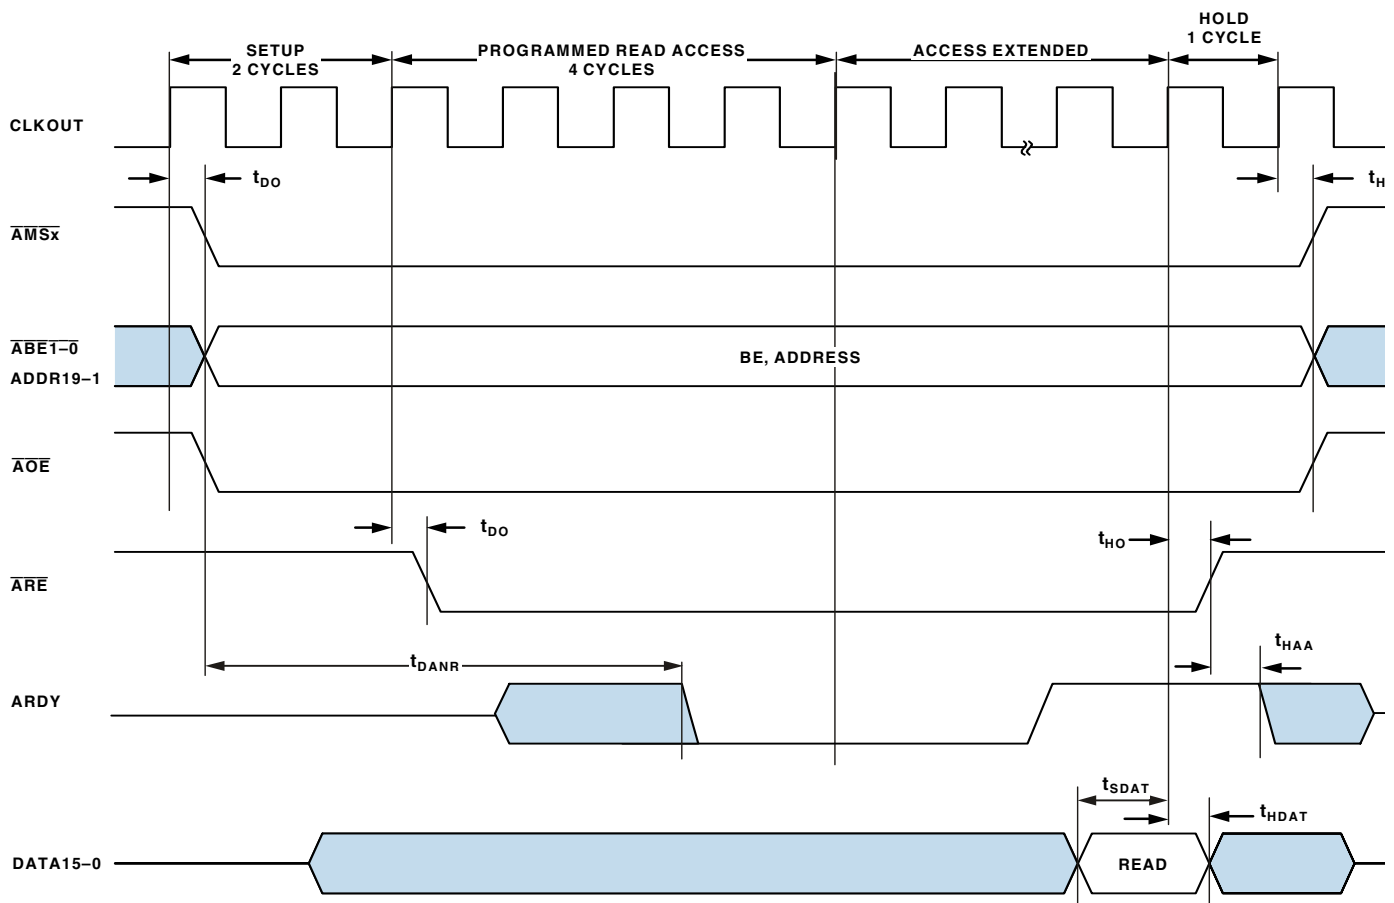 HOLD
1 CYCLE
SETUP
2 CYCLES
PROGRAMMED READ ACCESS
4 CYCLES
ACCESS EXTENDED
CLKOUT
tDO
tH
AMSx
ABE1–0
ADDR19–1
BE, ADDRESS
AOE
tDO
tHO
ARE
tDANR
tHAA
ARDY
tSDAT
tHDAT
DATA15–0
READ